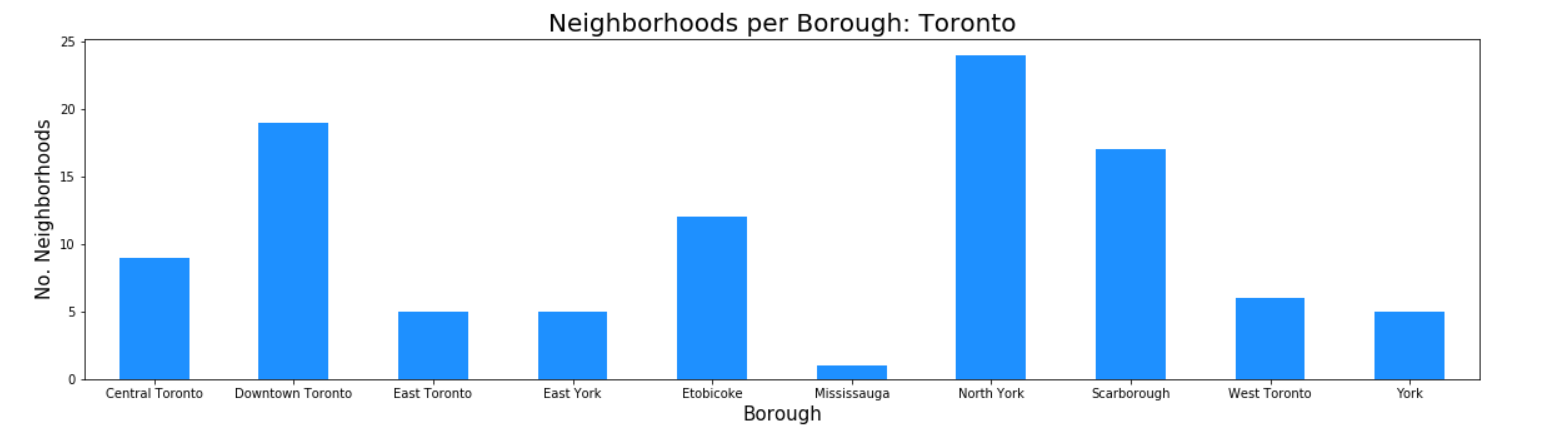 Neighborhoods per Borough: Toronto
No. Neighborhoods
25
20
15
10
5
0
Central Toronto Downtown Toronto East Toronto East York Etobicoke Mississauga North York Scarborough West Toronto York
Borough